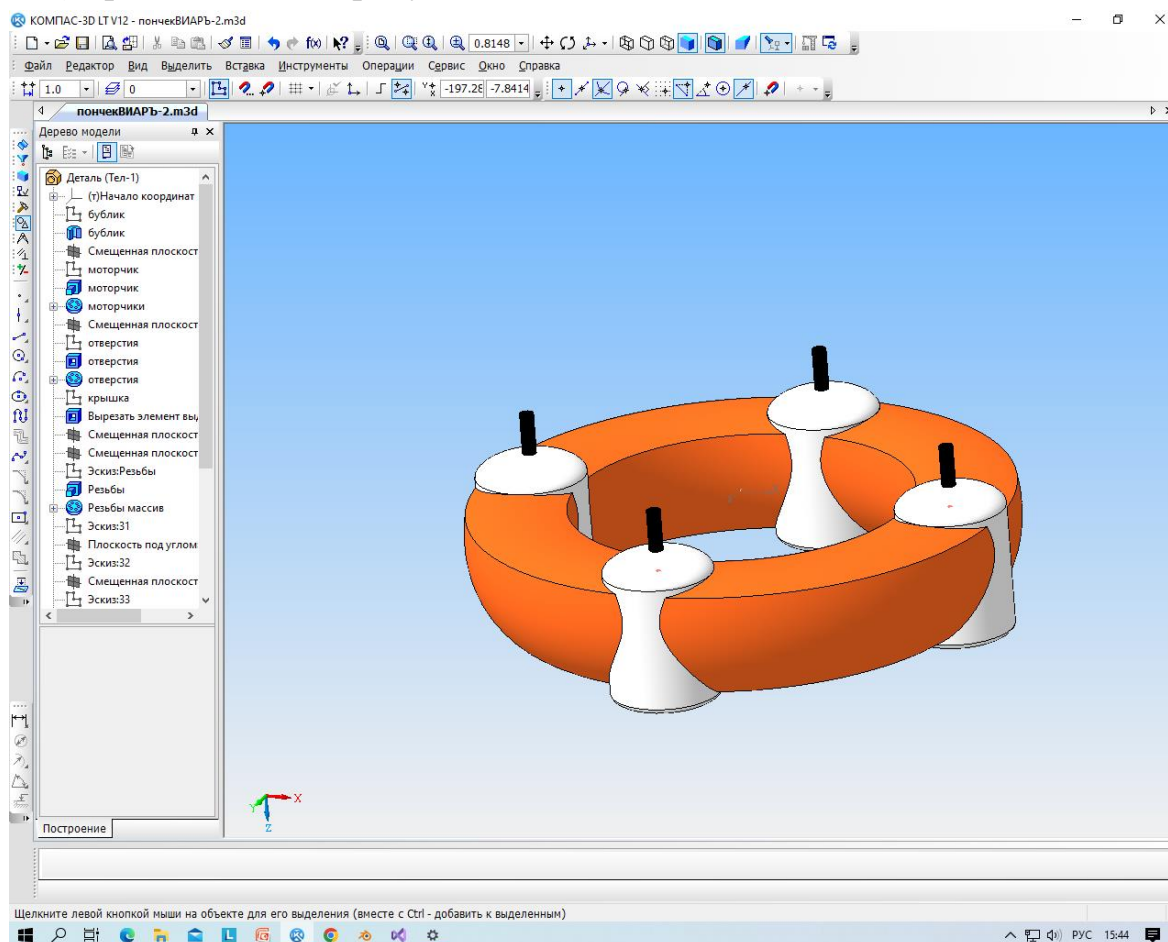 КОМПАС-3D LT V12 - пончекВИАРЪ-2.m3d
0.8148
Файл Редактор Вид Выделить Вставка Инструменты Операции Сервис Окно Справка
1.0 0 -197.28 -7.8414
пончекВИАРЪ-2.m3d
Дерево модели
Деталь (Тел-1)
(т)Начало координат
бублик
бублик
Смещенная плоскост
моторчик
моторчик
моторчики
Смещенная плоскост
отверстия
отверстия
отверстия
крышка
Вырезать элемент выд
Смещенная плоскост
Смещенная плоскост
Эскиз:Резьбы
Резьбы
Резьбы массив
Эскиз:31
Плоскость под углом
Эскиз:32
Смещенная плоскост
Эскиз:33
X
Y
Z
Построение
Щелкните левой кнопкой мыши на объекте для его выделения (вместе с Ctrl - добавить к выделенным)
РУС 15:44